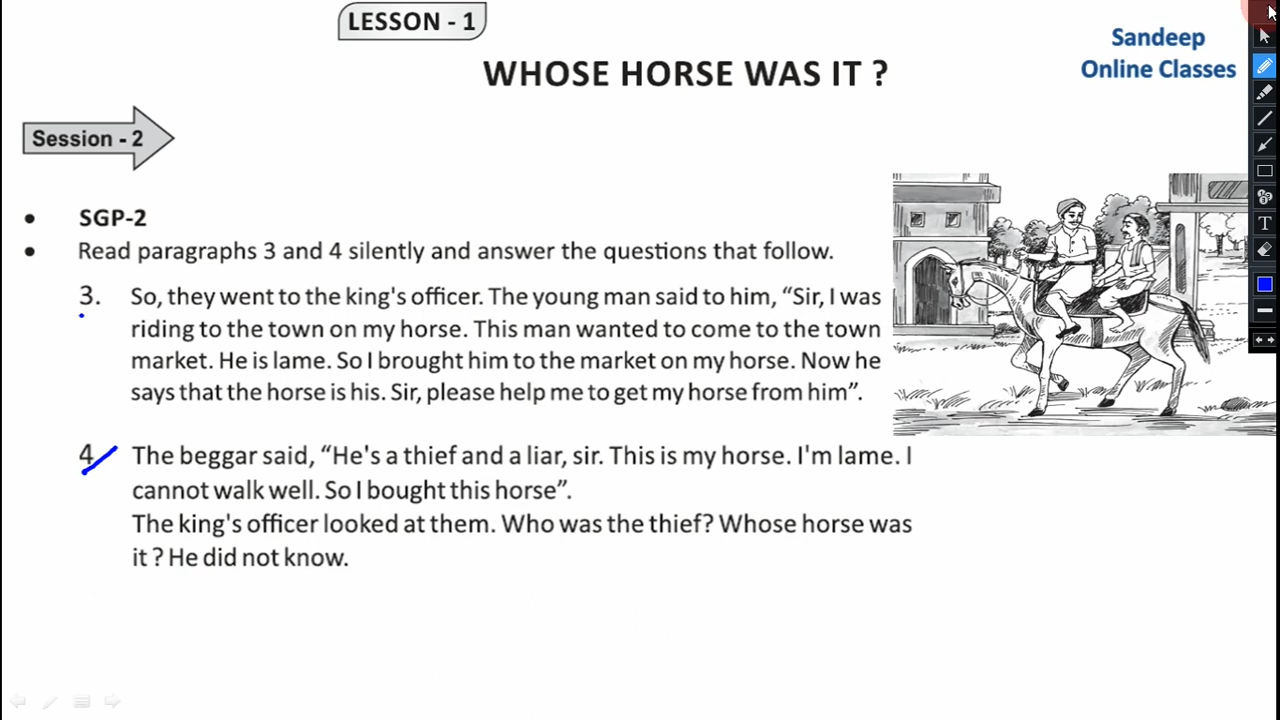 LESSON - 1
Sandeep
Online Classes
WHOSE HORSE WAS IT ?
Session - 2
• SGP-2
• Read paragraphs 3 and 4 silently and answer the questions that follow.
3. So, they went to the king's officer. The young man said to him, “Sir, I was
riding to the town on my horse. This man wanted to come to the town
market. He is lame. So I brought him to the market on my horse. Now he
says that the horse is his. Sir, please help me to get my horse from him”.
4 The beggar said, “He's a thief and a liar, sir. This is my horse. I'm lame. I
cannot walk well. So I bought this horse”.
The king's officer looked at them. Who was the thief? Whose horse was
it ? He did not know.